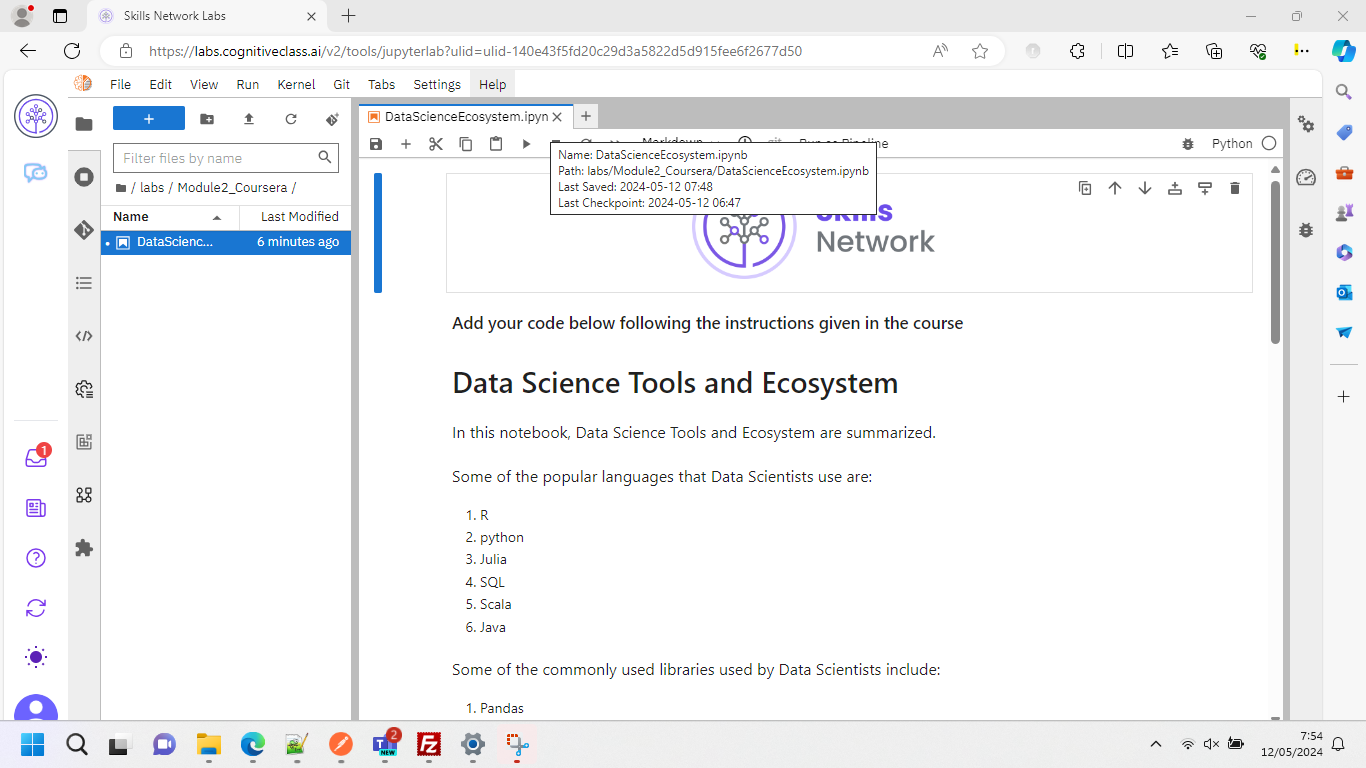 Skills Network Labs
https://labs.cognitiveclass.ai/v2/tools/jupyterlab?ulid=ulid-140e43f5fd20c29d3a5822d5d915fee6f2677d50
File Edit View Run Kernel Git Tabs Settings Help
DataScienceEcosystem.ipyn
Markdown
Python
Filter files by name
/ labs / Module2_Coursera /
Name Last Modified
DataScienc... 6 minutes ago
Name: DataScienceEcosystem.ipynb
Path: labs/Module2_Coursera/DataScienceEcosystem.ipynb
Last Saved: 2024-05-12 07:48
Last Checkpoint: 2024-05-12 06:47
Skills
Network
Add your code below following the instructions given in the course
Data Science Tools and Ecosystem
In this notebook, Data Science Tools and Ecosystem are summarized.
Some of the popular languages that Data Scientists use are:
1. R
2. python
3. Julia
4. SQL
5. Scala
6. Java
Some of the commonly used libraries used by Data Scientists include:
1. Pandas
1
2
NEW
7:54
12/05/2024